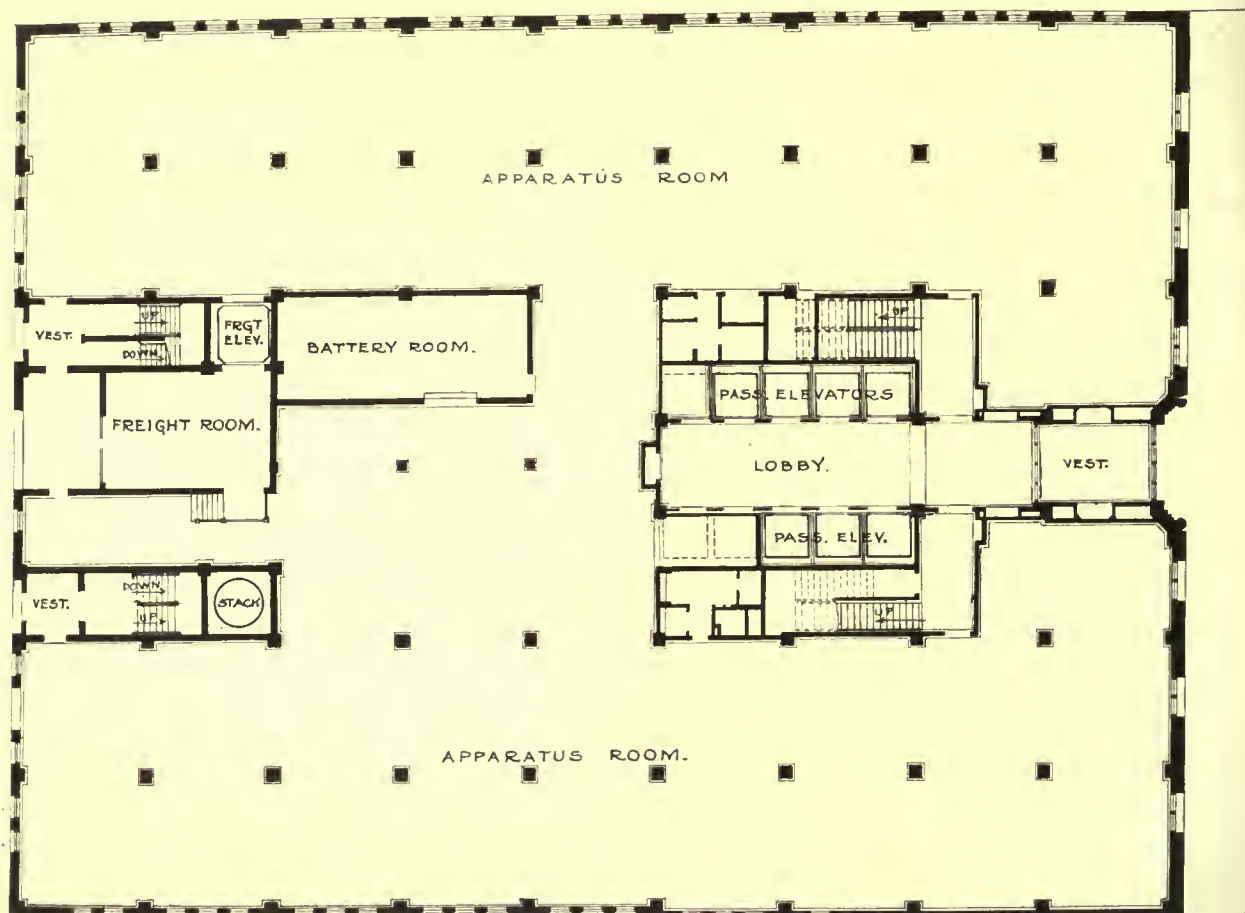 APPARATUS ROOM
UP
VEST.
DOWN
FRGT
ELEV.
BATTERY ROOM.
UP
PASS. ELEVATORS
FREIGHT ROOM.
LOBBY.
VEST.
PASS. ELEV.
DOWN
VEST.
STACK
UP
UP
APPARATUS ROOM.